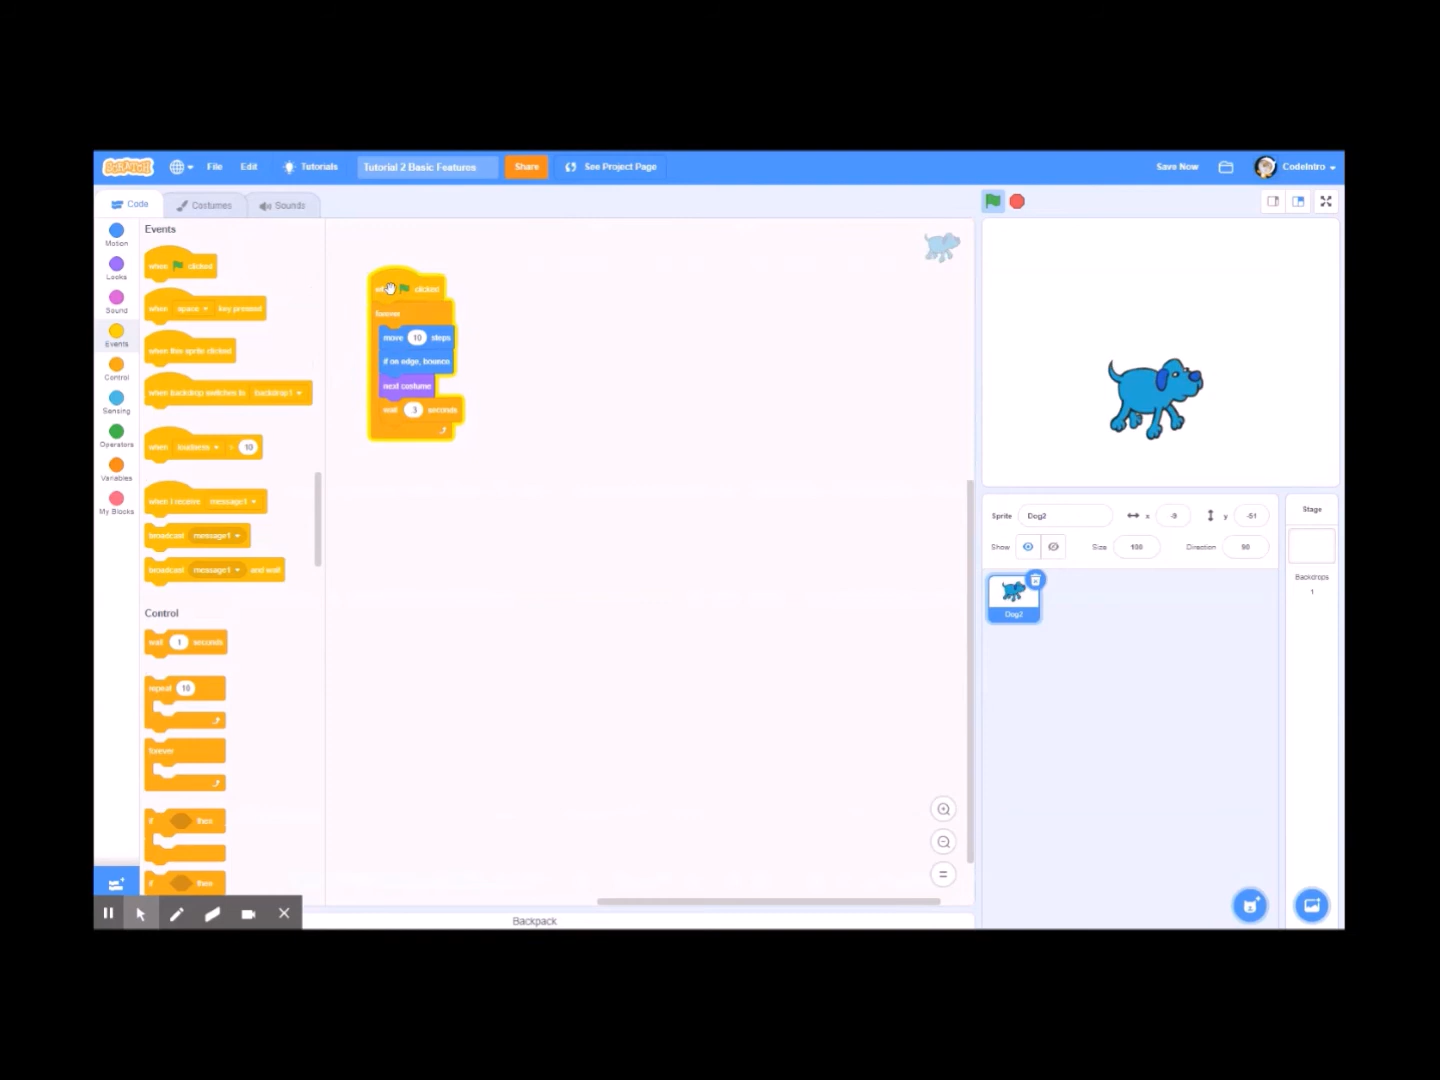 SCRATCH
File
Edit
Tutorials
Tutorial 2 Basic Features
Share
See Project Page
Save Now
CodeIntro
Code
Costumes
Sounds
Motion
Looks
Sound
Events
Control
Sensing
Operators
Variables
My Blocks
Events
when clicked
when space key pressed
when this sprite clicked
when backdrop switches to backdrop1
when loudness > 10
when I receive message1
broadcast message1
broadcast message1 and wait
Control
wait 1 seconds
repeat 10
forever
if then
if then
clicked
forever
move 10 steps
if on edge, bounce
next costume
wait .3 seconds
Backpack
Sprite Dog2 x -9 y -51
Show Size 100 Direction 90
Dog2
Stage
Backdrops
1